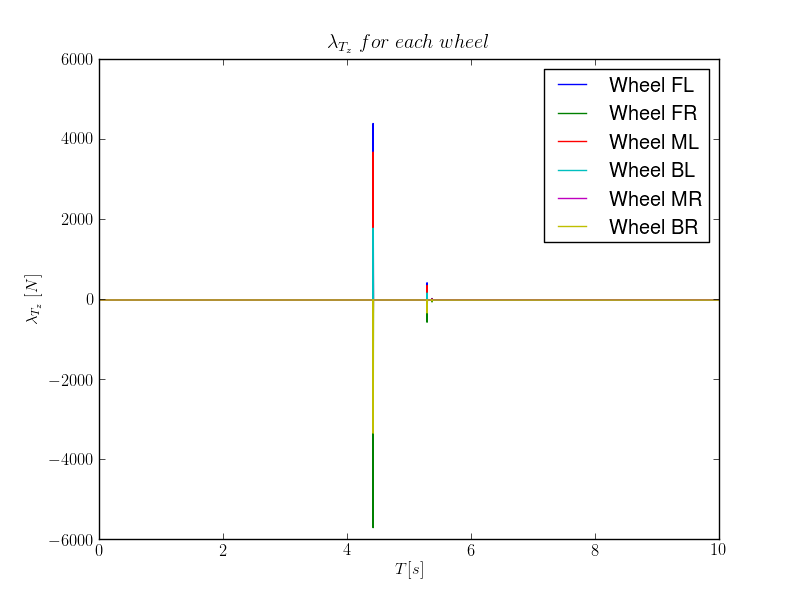 λ_{T_z} for each wheel
6000
4000
2000
0
−2000
−4000
−6000
λ_{T_z} [N]
Wheel FL
Wheel FR
Wheel ML
Wheel BL
Wheel MR
Wheel BR
0 2 4 6 8 10
T[s]